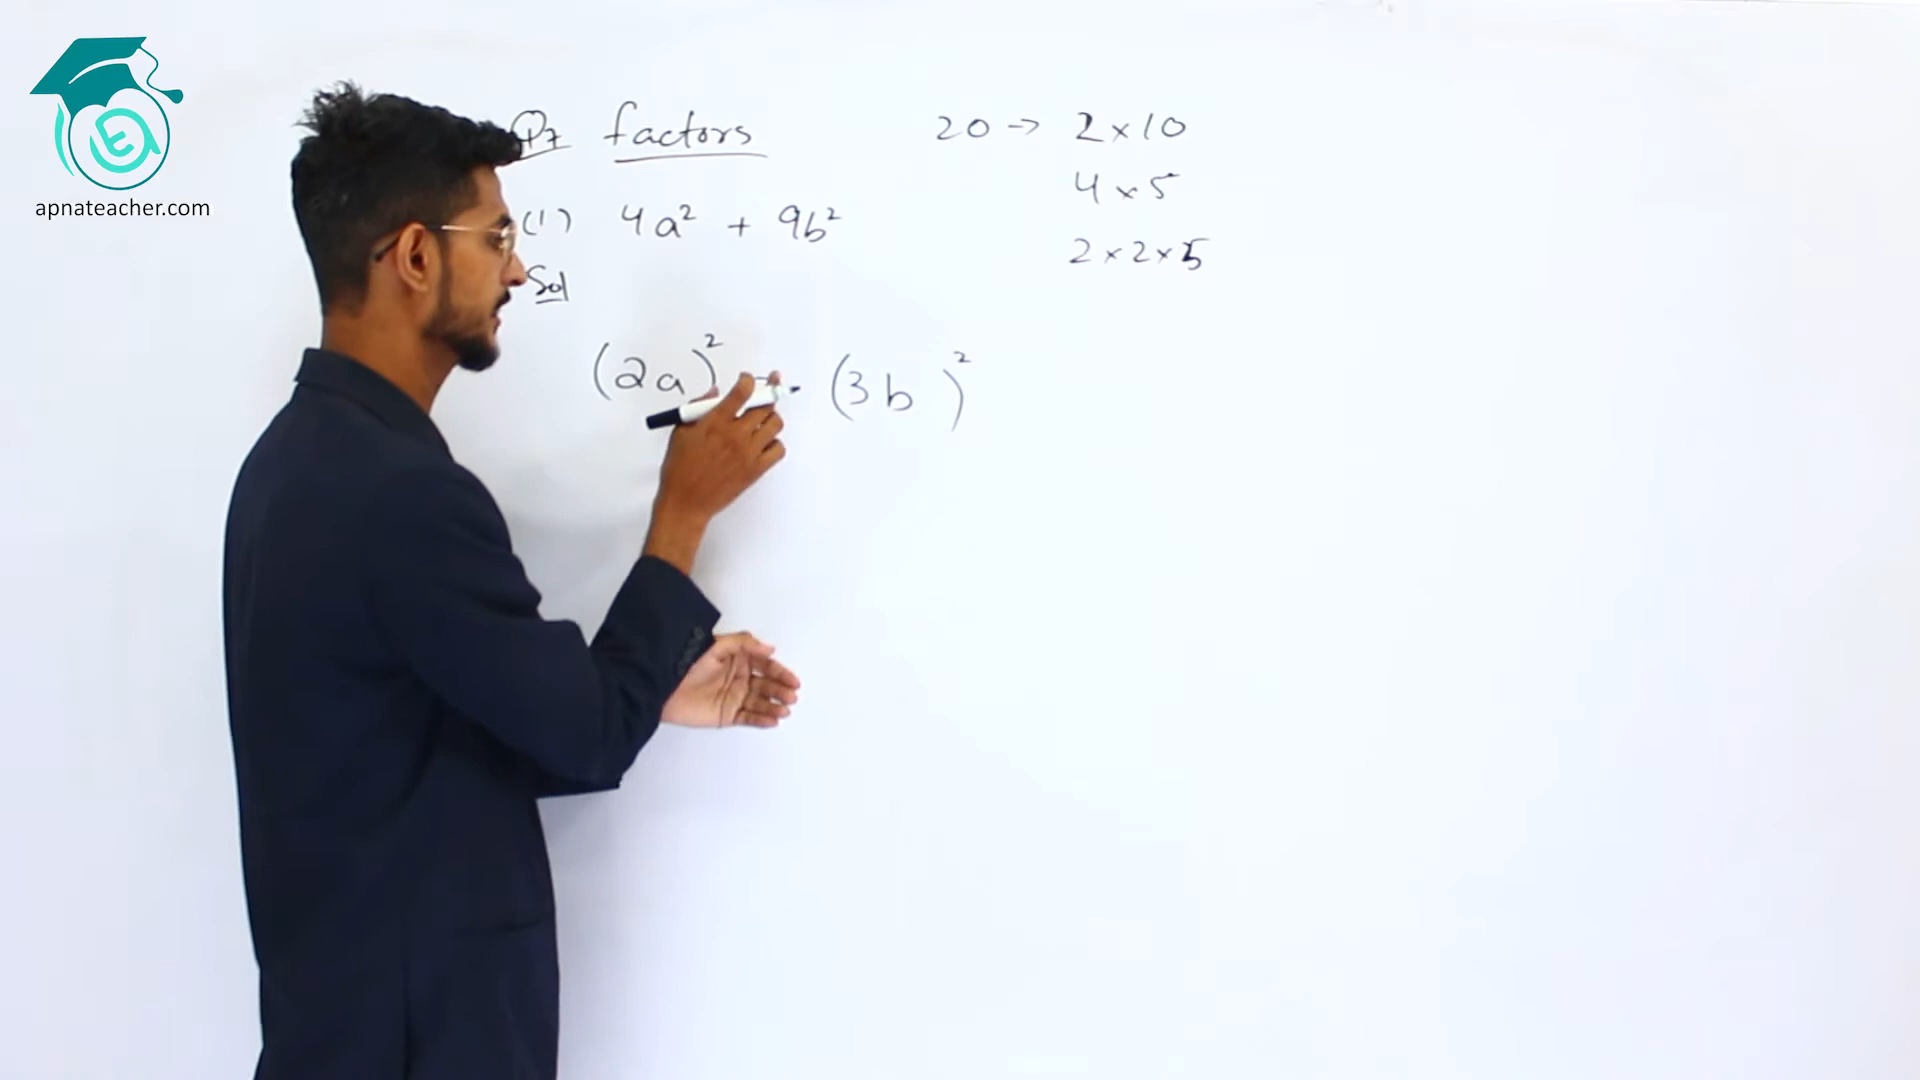 Q7 factors
(1) 4a² + 9b²
Sol
(2a)² (3b)²
20 → 2 × 10
4 × 5
2 × 2 × 5
apnateacher.com